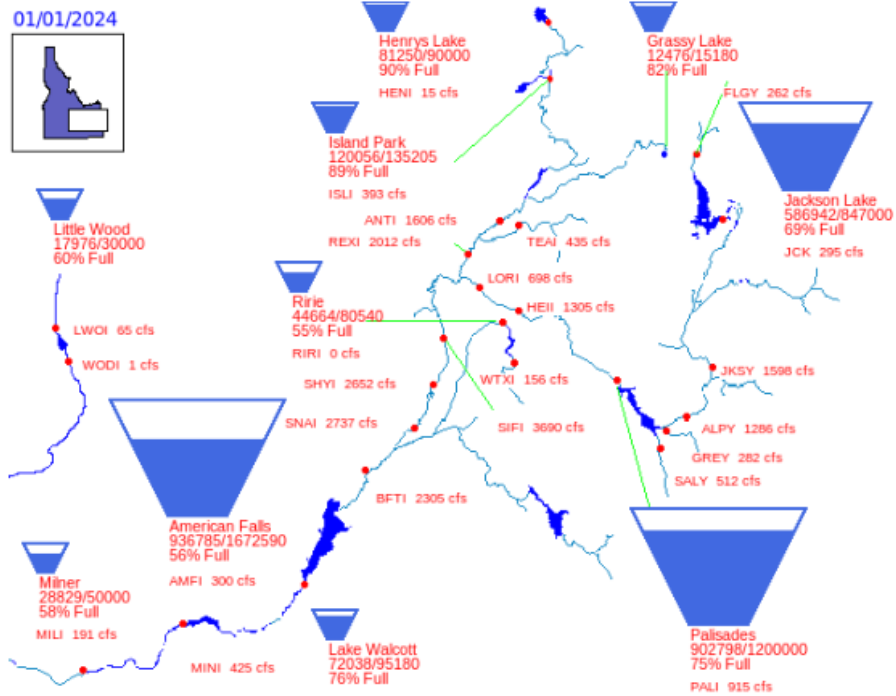 01/01/2024
Henrys Lake
81250/90000
90% Full
HENI 15 cfs
Grassy Lake
12476/15180
82% Full
FLGY 262 cfs
Island Park
120056/135205
89% Full
ISLI 393 cfs
Jackson Lake
586942/847000
69% Full
JCK 295 cfs
Little Wood
17976/30000
60% Full
ANTI 1606 cfs
REXI 2012 cfs
TEAI 435 cfs
LORI 698 cfs
HEII 1305 cfs
Ririe
44664/80540
55% Full
RIRI 0 cfs
LWOI 65 cfs
WODI 1 cfs
SHYI 2652 cfs
WTXI 156 cfs
JKSY 1598 cfs
SNAI 2737 cfs
SIFI 3690 cfs
ALPY 1286 cfs
GREY 282 cfs
SALY 512 cfs
BFTI 2305 cfs
American Falls
936785/1672590
56% Full
AMFI 300 cfs
Milner
28829/50000
58% Full
MILI 191 cfs
MINI 425 cfs
Lake Walcott
72038/95180
76% Full
Palisades
902798/1200000
75% Full
PALI 915 cfs